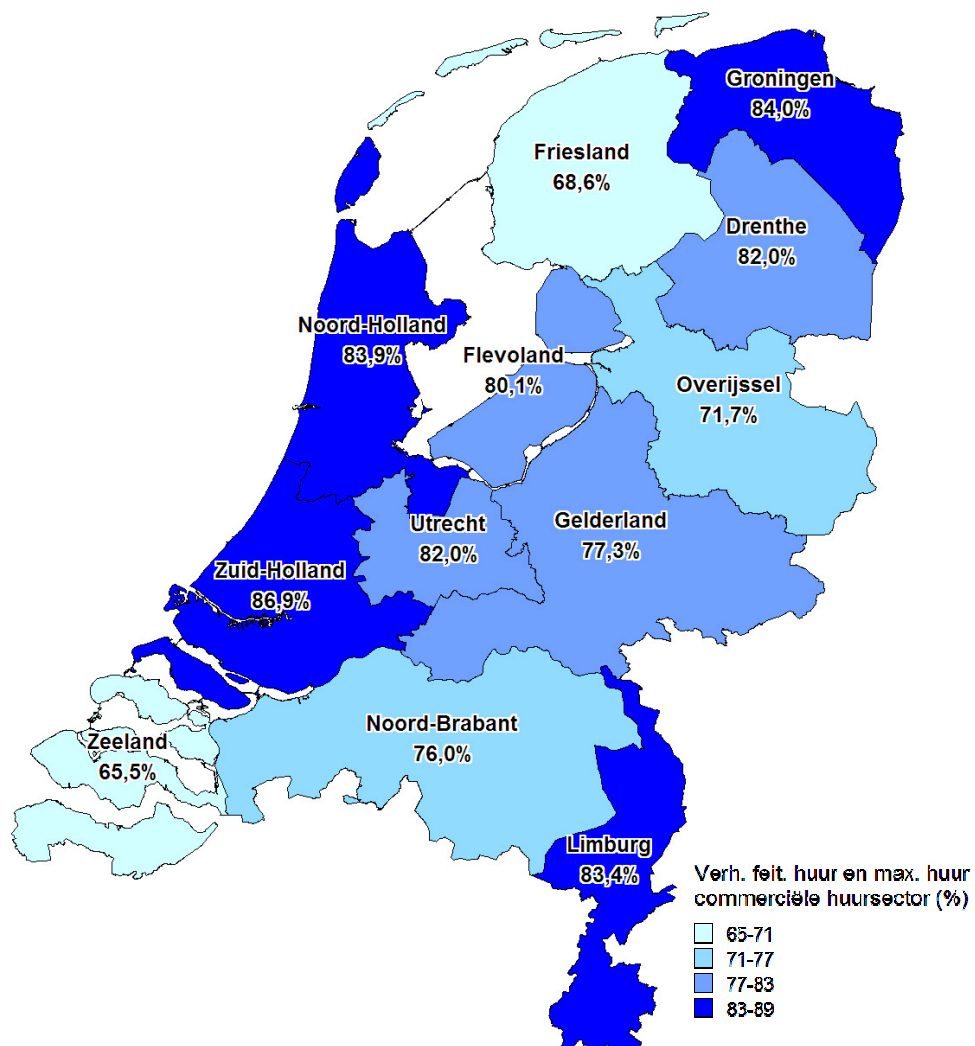 Groningen
84,0%
Friesland
68,6%
Drenthe
82,0%
Noord-Holland
83,9%
Flevoland
80,1%
Overijssel
71,7%
Utrecht
82,0%
Gelderland
77,3%
Zuid-Holland
86,9%
Noord-Brabant
76,0%
Zeeland
65,5%
Limburg
83,4%
Verh. feit. huur en max. huur
commerciële huursector (%)
65-71
71-77
77-83
83-89